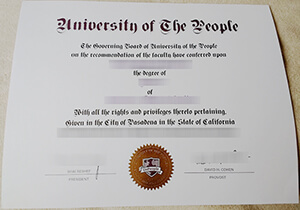 University of The People
The Governing Board of University of the People
on the recommendation of the faculty have conferred upon
the degree of
of
With all the rights and privileges thereto pertaining.
Given in the City of Pasadena in the State of California
PRESIDENT
PROVOST